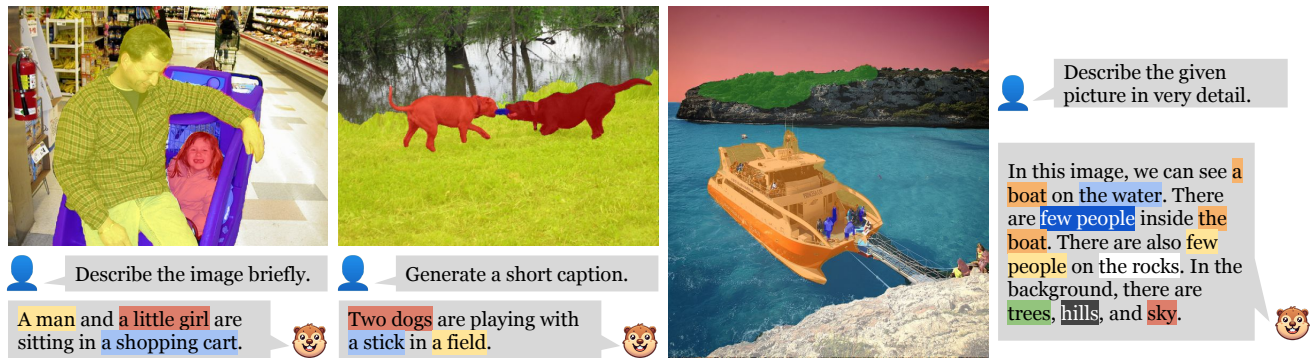 Describe the image briefly.
A man and a little girl are
sitting in a shopping cart.
Generate a short caption.
Two dogs are playing with
a stick in a field.
Describe the given
picture in very detail.
In this image, we can see a
boat on the water. There
are few people inside the
boat. There are also few
people on the rocks. In the
background, there are
trees, hills, and sky.